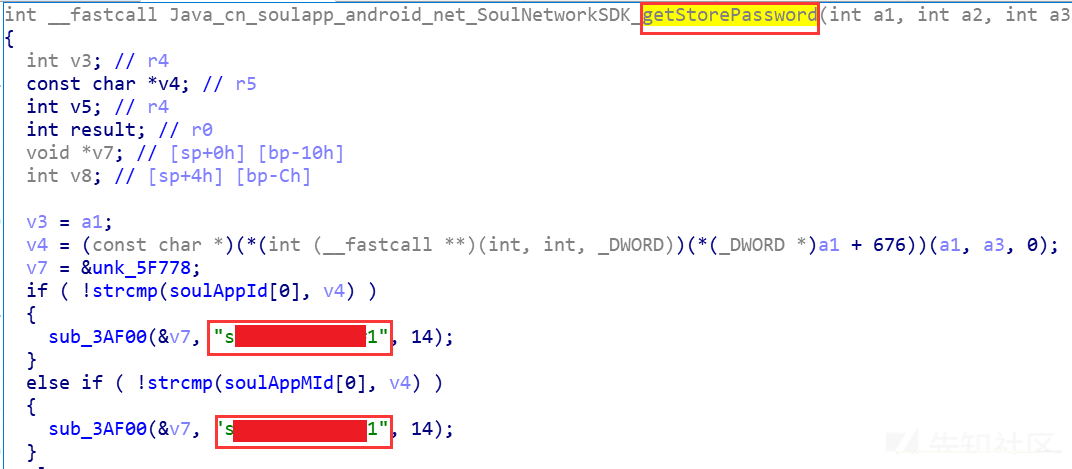 int __fastcall Java_cn_soulapp_android_net_SoulNetworkSDK_getStorePassword(int a1, int a2, int a3
{
int v3; // r4
const char *v4; // r5
int v5; // r4
int result; // r0
void *v7; // [sp+0h] [bp-10h]
int v8; // [sp+4h] [bp-Ch]
v3 = a1;
v4 = (const char *)(*(int (__fastcall **)(int, int, _DWORD))(*(_DWORD *)a1 + 676))(a1, a3, 0);
v7 = &unk_5F778;
if ( !strcmp(soulAppId[0], v4) )
{
sub_3AF00(&v7, "s 1", 14);
}
else if ( !strcmp(soulAppMId[0], v4) )
{
sub_3AF00(&v7, "s 1", 14);
}
先知社区